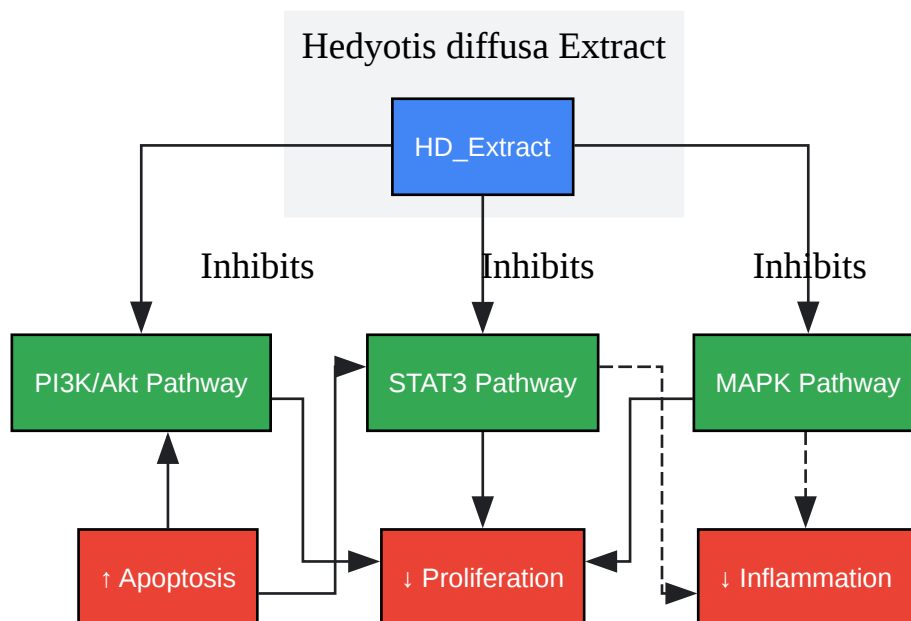 Hedyotis diffusa Extract
HD_Extract
Inhibits
Inhibits
Inhibits
PI3K/Akt Pathway
STAT3 Pathway
MAPK Pathway
↑ Apoptosis
↓ Proliferation
↓ Inflammation